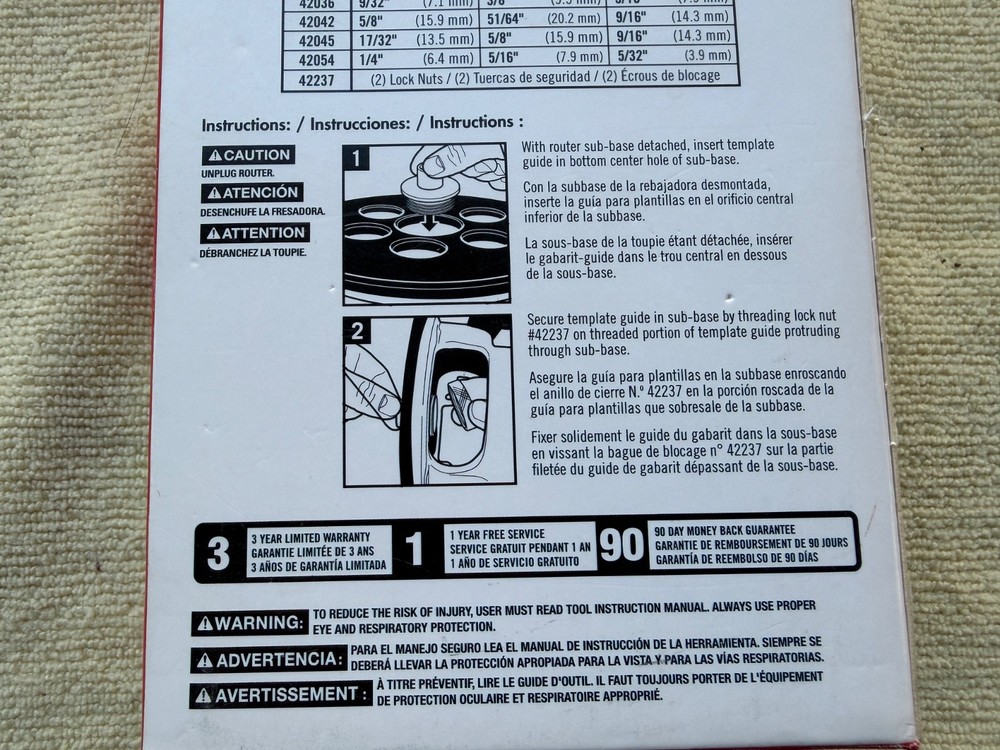 42036 9/32" (7.1 mm) 3/8"
42042 5/8" (15.9 mm) 51/64" (20.2 mm) 9/16" (14.3 mm)
42045 17/32" (13.5 mm) 5/8" (15.9 mm) 9/16" (14.3 mm)
42054 1/4" (6.4 mm) 5/16" (7.9 mm) 5/32" (3.9 mm)
42237 (2) Lock Nuts / (2) Tuercas de seguridad / (2) Écrous de blocage
Instructions: / Instrucciones: / Instructions :
CAUTION
UNPLUG ROUTER.
ATENCIÓN
DESENCHUFE LA FRESADORA.
ATTENTION
DÉBRANCHEZ LA TOUPIE.
1
With router sub-base detached, insert template
guide in bottom center hole of sub-base.
Con la subbase de la rebajadora desmontada,
inserte la guía para plantillas en el orificio central
inferior de la subbase.
La sous-base de la toupie étant détachée, insérer
le gabarit-guide dans le trou central en dessous
de la sous-base.
2
Secure template guide in sub-base by threading lock nut
#42237 on threaded portion of template guide protruding
through sub-base.
Asegure la guía para plantillas en la subbase enroscando
el anillo de cierre N.º 42237 en la porción roscada de la
guía para plantillas que sobresale de la subbase.
Fixer solidement le guide du gabarit dans la sous-base
en vissant la bague de blocage n° 42237 sur la partie
filetée du guide de gabarit dépassant de la sous-base.
3
3 YEAR LIMITED WARRANTY
GARANTIE LIMITÉE DE 3 ANS
3 AÑOS DE GARANTÍA LIMITADA
1
1 YEAR FREE SERVICE
SERVICE GRATUIT PENDANT 1 AN
1 AÑO DE SERVICIO GRATUITO
90
90 DAY MONEY BACK GUARANTEE
GARANTIE DE REMBOURSEMENT DE 90 JOURS
GARANTÍA DE REEMBOLSO DE 90 DÍAS
WARNING: TO REDUCE THE RISK OF INJURY, USER MUST READ TOOL INSTRUCTION MANUAL. ALWAYS USE PROPER
EYE AND RESPIRATORY PROTECTION.
ADVERTENCIA: PARA EL MANEJO SEGURO LEA EL MANUAL DE INSTRUCCIÓN DE LA HERRAMIENTA. SIEMPRE SE
DEBERÁ LLEVAR LA PROTECCIÓN APROPIADA PARA LA VISTA Y PARA LAS VÍAS RESPIRATORIAS.
AVERTISSEMENT : À TITRE PRÉVENTIF, LIRE LE GUIDE D'OUTIL. IL FAUT TOUJOURS PORTER DE L'ÉQUIPEMENT
DE PROTECTION OCULAIRE ET RESPIRATOIRE APPROPRIÉ.